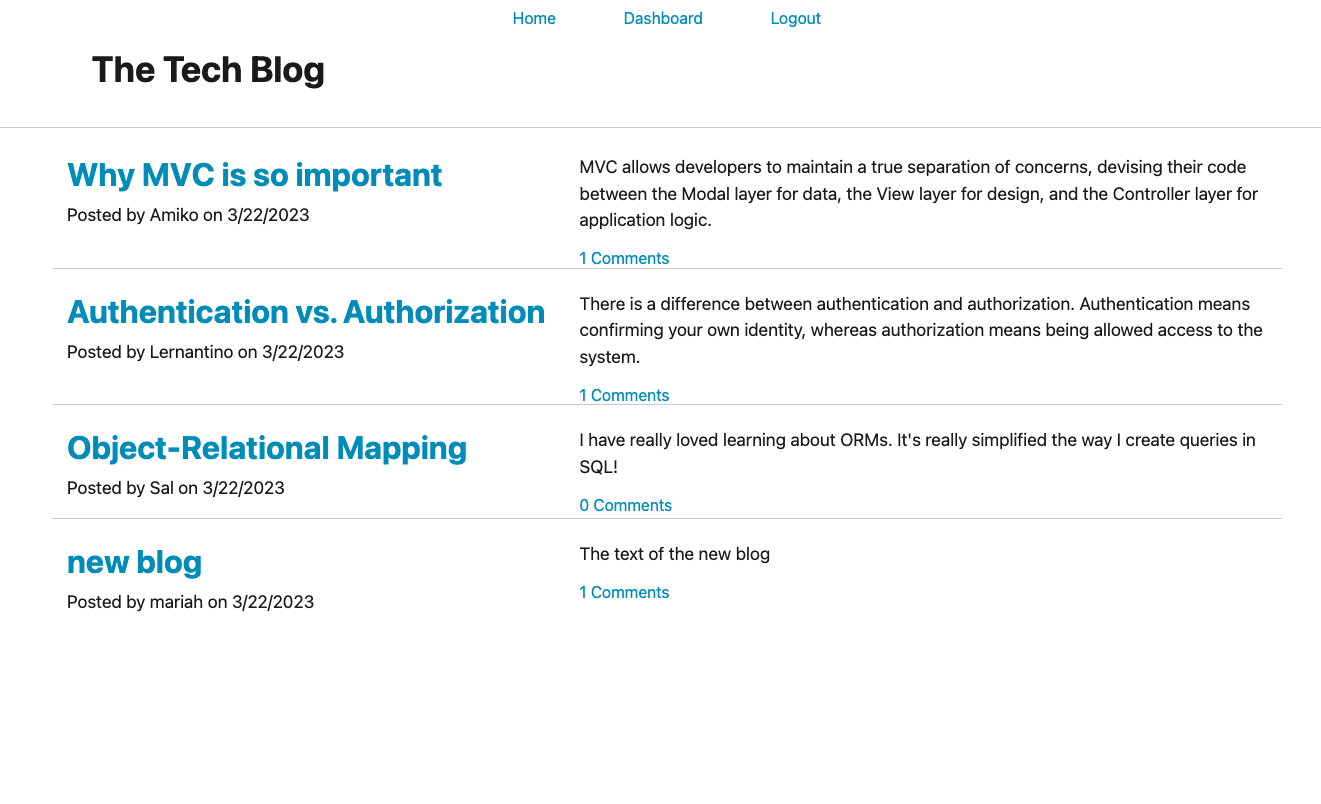 Home Dashboard Logout
The Tech Blog
Why MVC is so important
Posted by Amiko on 3/22/2023
MVC allows developers to maintain a true separation of concerns, devising their code
between the Modal layer for data, the View layer for design, and the Controller layer for
application logic.
1 Comments
Authentication vs. Authorization
Posted by Lernantino on 3/22/2023
There is a difference between authentication and authorization. Authentication means
confirming your own identity, whereas authorization means being allowed access to the
system.
1 Comments
Object-Relational Mapping
Posted by Sal on 3/22/2023
I have really loved learning about ORMs. It's really simplified the way I create queries in
SQL!
0 Comments
new blog
Posted by mariah on 3/22/2023
The text of the new blog
1 Comments